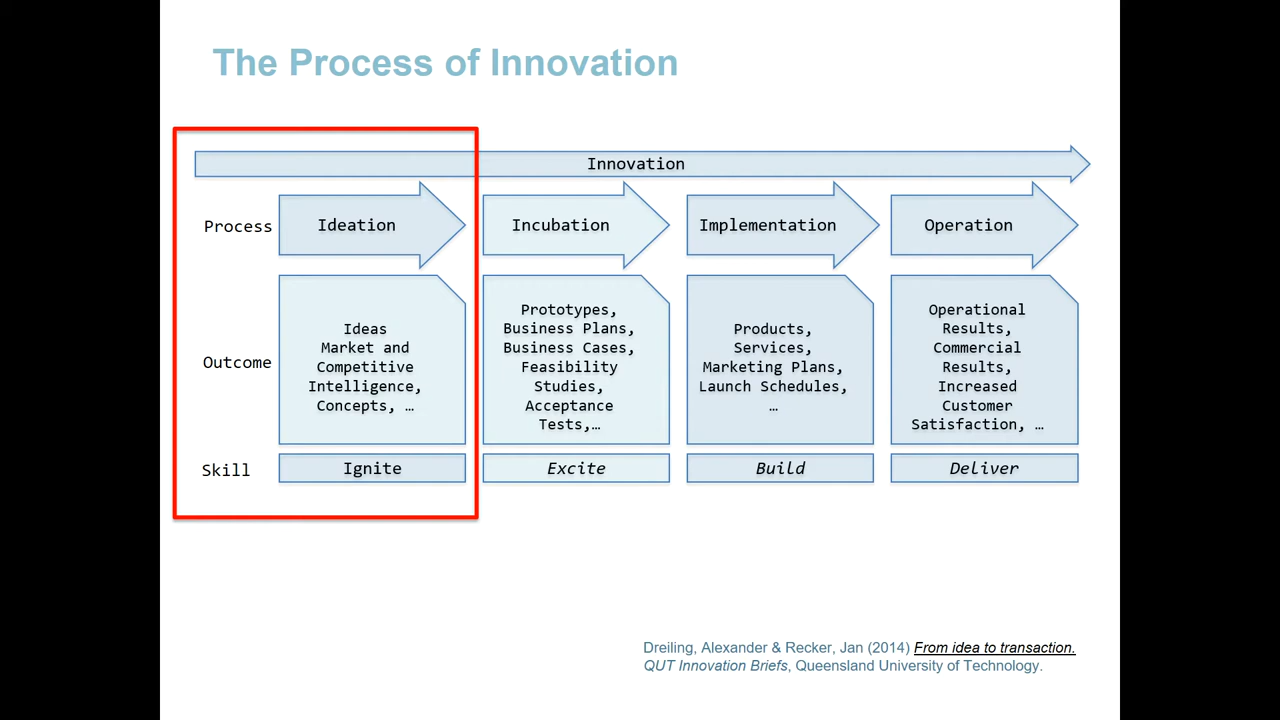 The Process of Innovation
Innovation
Process
Ideation
Incubation
Implementation
Operation
Outcome
Ideas
Market and
Competitive
Intelligence,
Concepts, …
Prototypes,
Business Plans,
Business Cases,
Feasibility
Studies,
Acceptance
Tests,…
Products,
Services,
Marketing Plans,
Launch Schedules,
…
Operational
Results,
Commercial
Results,
Increased
Customer
Satisfaction, …
Skill
Ignite
Excite
Build
Deliver
Dreiling, Alexander & Recker, Jan (2014) From idea to transaction.
QUT Innovation Briefs, Queensland University of Technology.